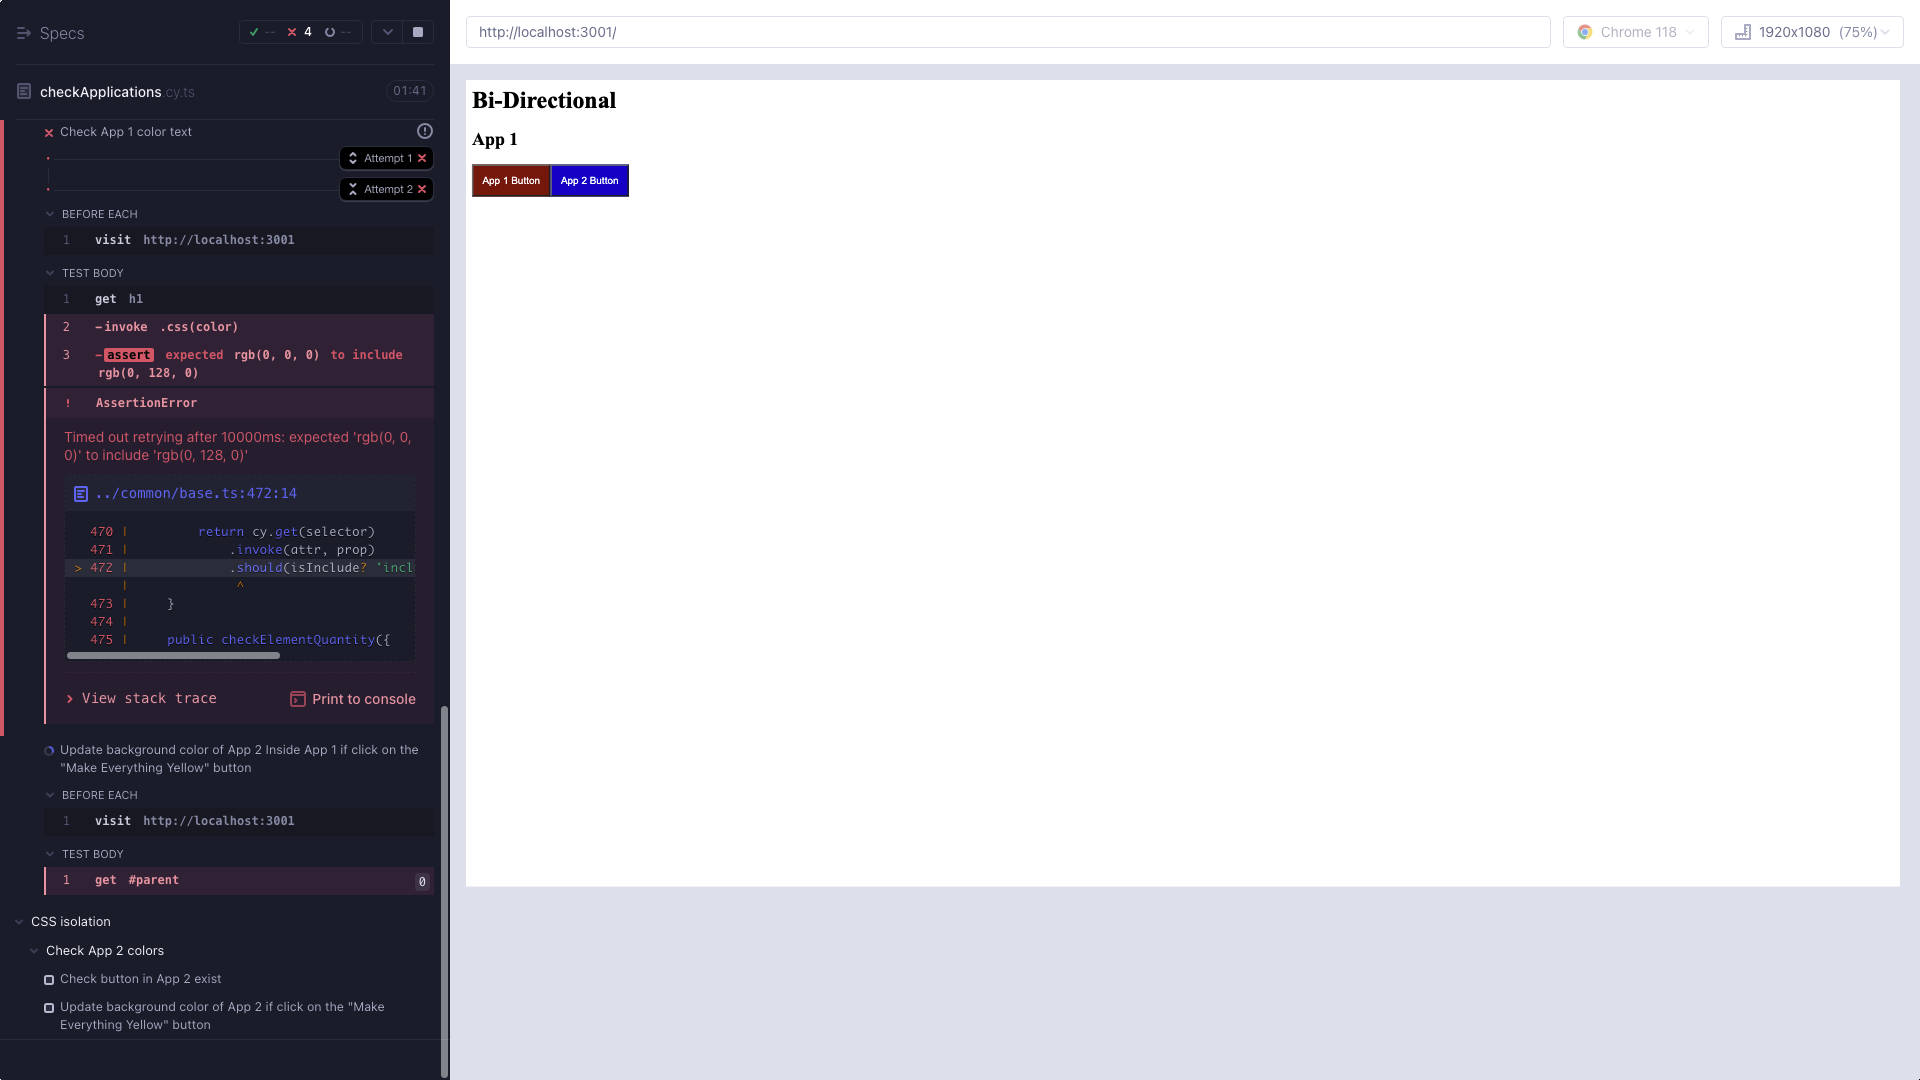 Specs
-- 4 --
checkApplications.cy.ts 01:41
Check App 1 color text
Attempt 1
Attempt 2
BEFORE EACH
1 visit http://localhost:3001
TEST BODY
1 get h1
2 -invoke .css(color)
3 -assert expected rgb(0, 0, 0) to include
rgb(0, 128, 0)
! AssertionError
Timed out retrying after 10000ms: expected 'rgb(0, 0,
0)' to include 'rgb(0, 128, 0)'
../common/base.ts:472:14
470 | return cy.get(selector)
471 | .invoke(attr, prop)
> 472 | .should(isInclude? 'incl
| ^
473 | }
474 |
475 | public checkElementQuantity({
> View stack trace Print to console
Update background color of App 2 Inside App 1 if click on the
"Make Everything Yellow" button
BEFORE EACH
1 visit http://localhost:3001
TEST BODY
1 get #parent 0
CSS isolation
Check App 2 colors
Check button in App 2 exist
Update background color of App 2 if click on the "Make
Everything Yellow" button
http://localhost:3001/
Chrome 118
1920x1080 (75%)
Bi-Directional
App 1
App 1 Button App 2 Button